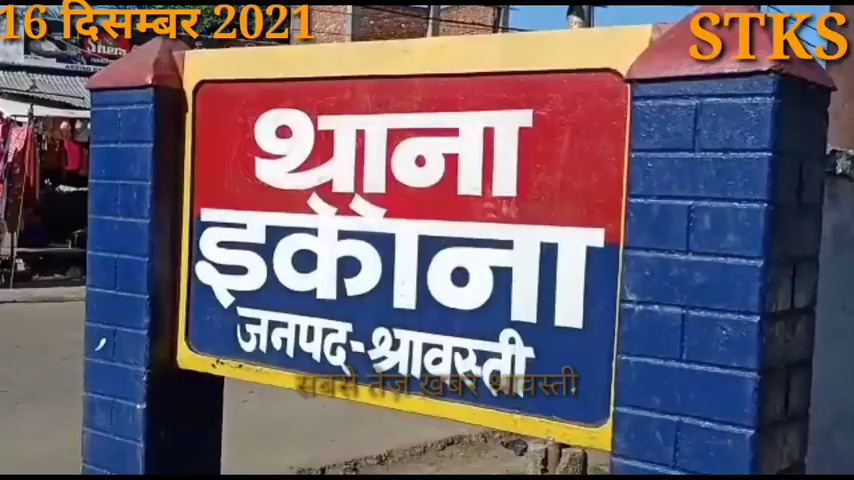 16 दिसम्बर 2021
STKS
थाना
इकौना
जनपद-श्रावस्ती
सबसे तेज खबर श्रावस्ती